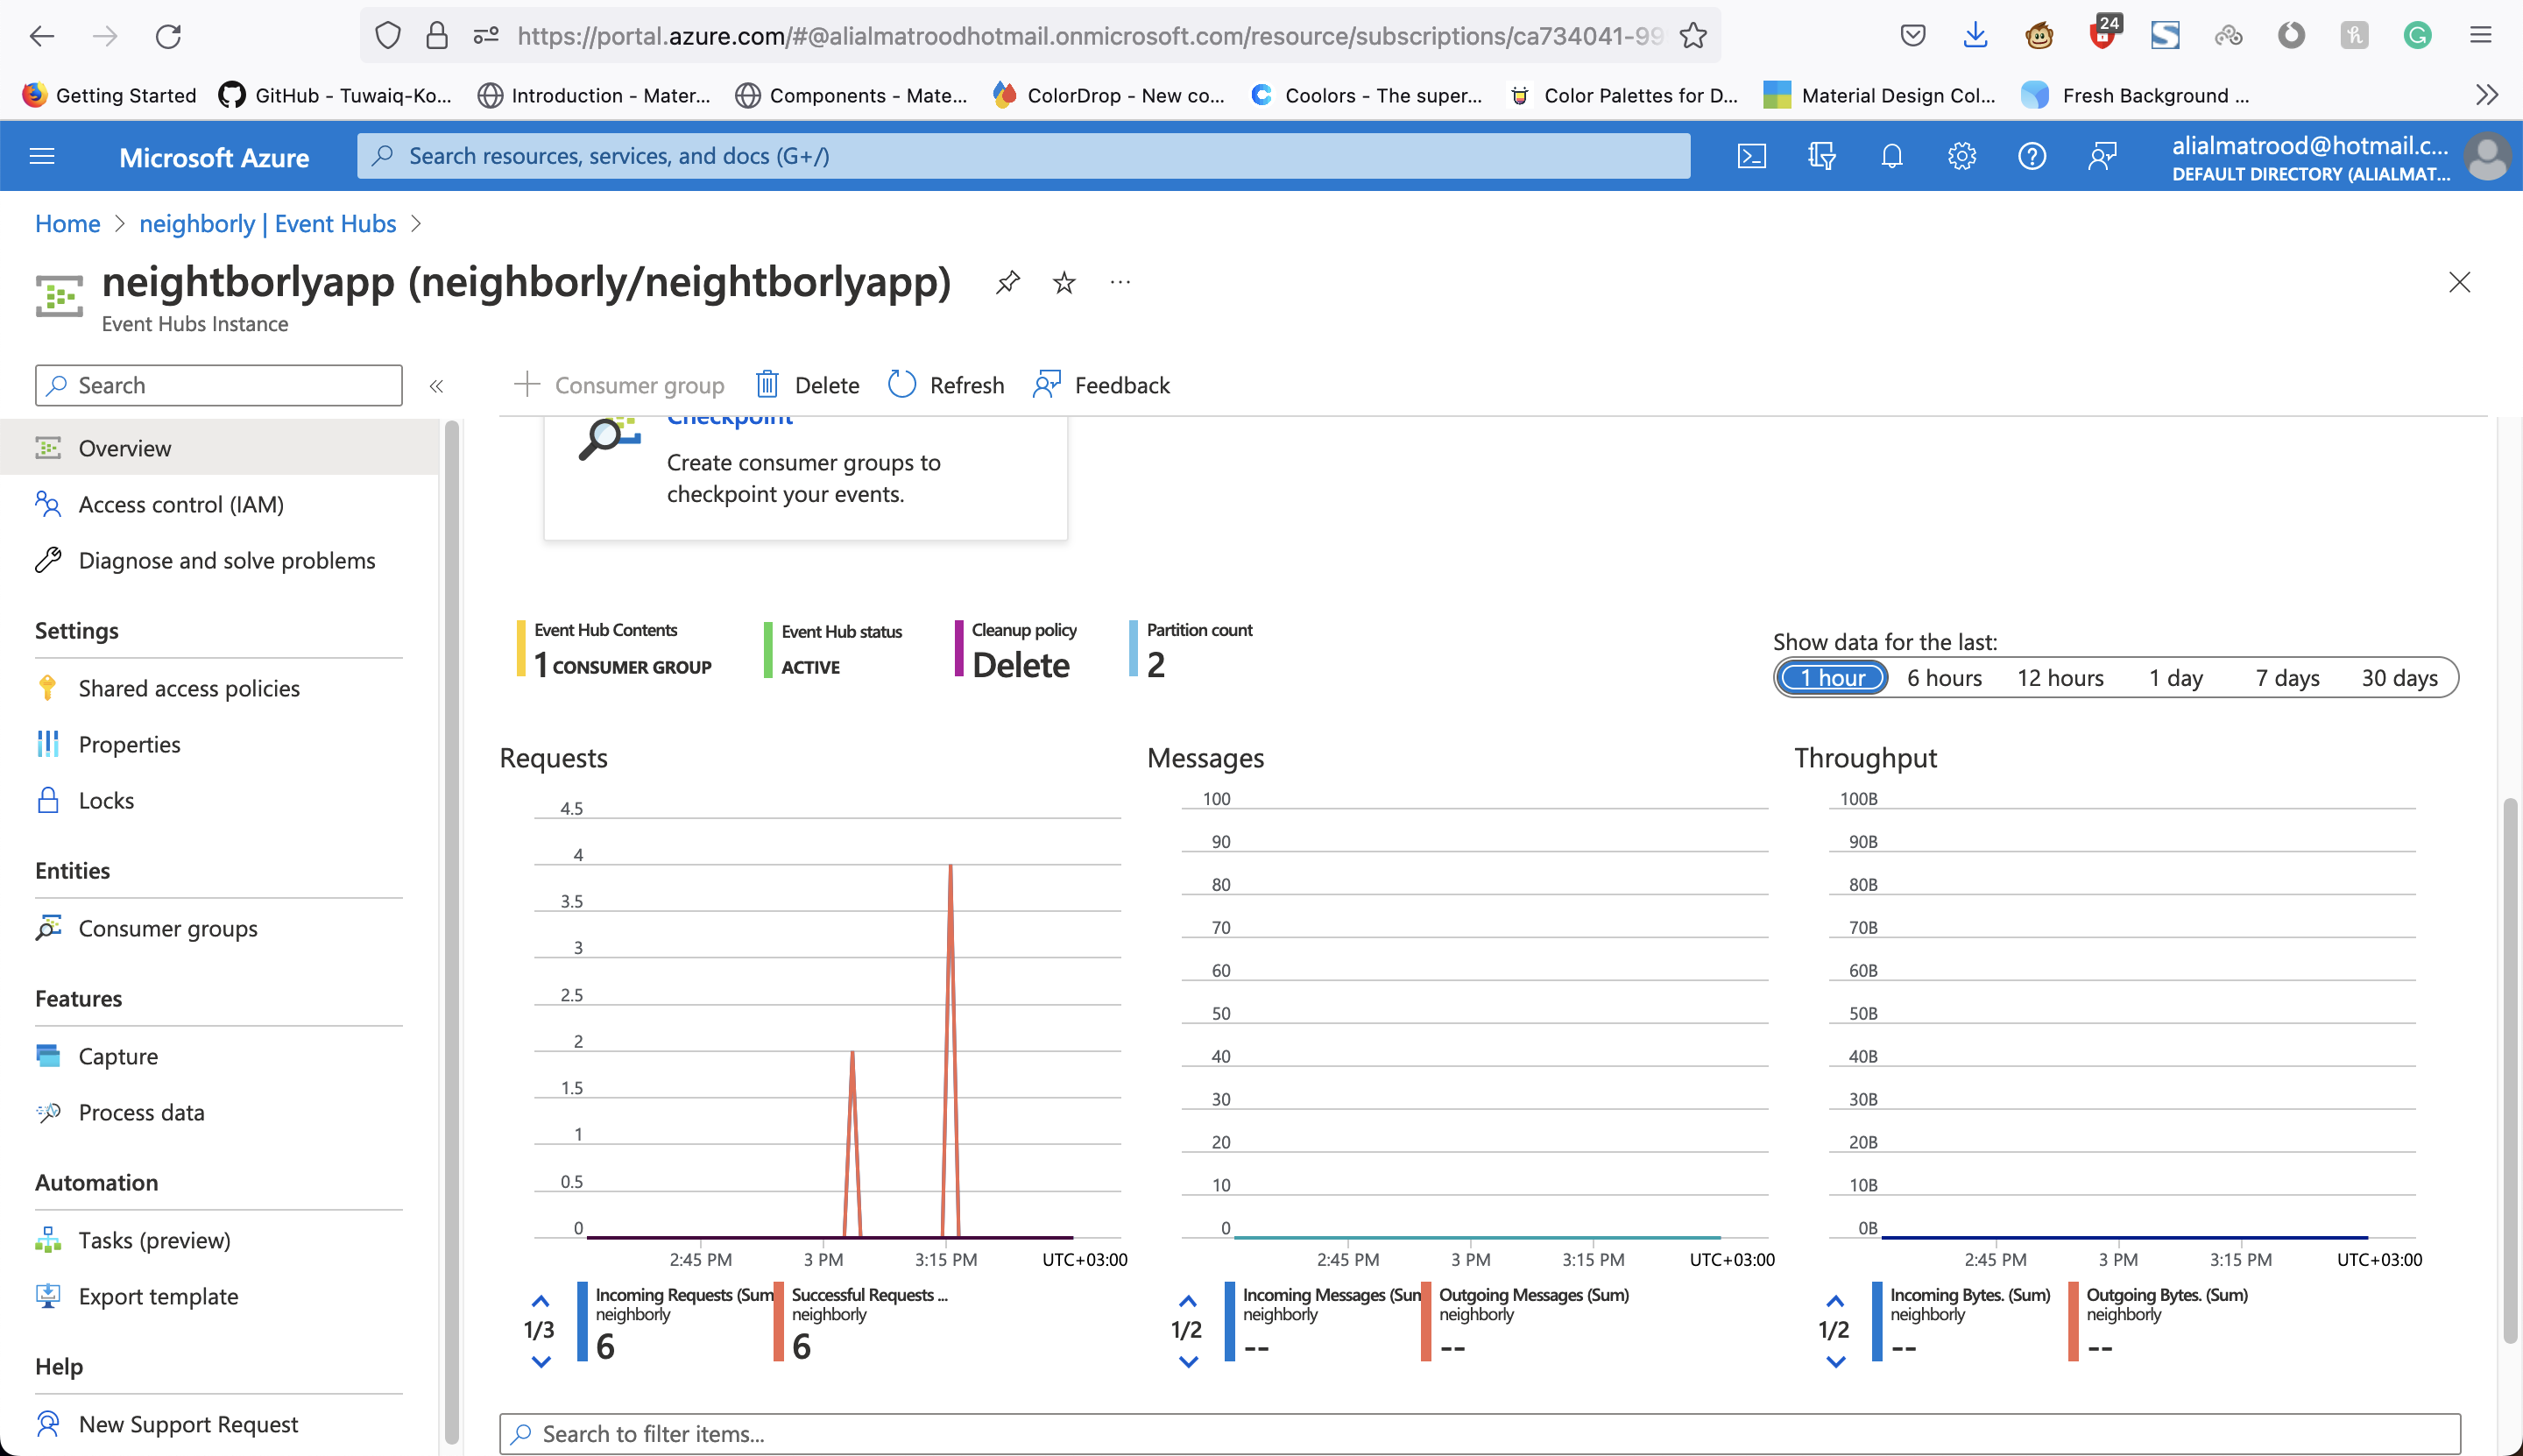 https://portal.azure.com/#@alialmatroodhotmail.onmicrosoft.com/resource/subscriptions/ca734041-99
24
Getting Started
GitHub - Tuwaiq-Ko...
Introduction - Mater...
Components - Mate...
ColorDrop - New co...
Coolors - The super...
Color Palettes for D...
Material Design Col...
Fresh Background ...
Microsoft Azure
Search resources, services, and docs (G+/)
alialmatrood@hotmail.c...
DEFAULT DIRECTORY (ALIALMAT...
Home > neighborly | Event Hubs >
neightborlyapp (neighborly/neightborlyapp)
Event Hubs Instance
Search
Consumer group
Delete
Refresh
Feedback
Overview
Access control (IAM)
Diagnose and solve problems
Settings
Shared access policies
Properties
Locks
Entities
Consumer groups
Features
Capture
Process data
Automation
Tasks (preview)
Export template
Help
New Support Request
Checkpoint
Create consumer groups to
checkpoint your events.
Event Hub Contents
1 CONSUMER GROUP
Event Hub status
ACTIVE
Cleanup policy
Delete
Partition count
2
Show data for the last:
1 hour
6 hours
12 hours
1 day
7 days
30 days
Requests
4.5
4
3.5
3
2.5
2
1.5
1
0.5
0
2:45 PM
3 PM
3:15 PM
UTC+03:00
1/3
Incoming Requests (Sum
neighborly
6
Successful Requests ...
neighborly
6
Messages
100
90
80
70
60
50
40
30
20
10
0
2:45 PM
3 PM
3:15 PM
UTC+03:00
1/2
Incoming Messages (Sum
neighborly
--
Outgoing Messages (Sum)
neighborly
--
Throughput
100B
90B
80B
70B
60B
50B
40B
30B
20B
10B
0B
2:45 PM
3 PM
3:15 PM
UTC+03:00
1/2
Incoming Bytes. (Sum)
neighborly
--
Outgoing Bytes. (Sum)
neighborly
--
Search to filter items...